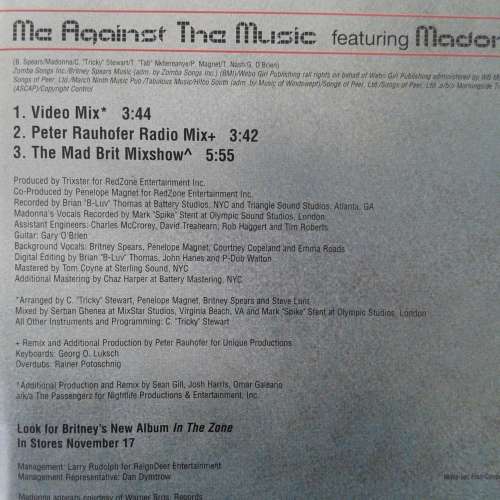 Me Against The Music featuring Mador
(B. Spears/Madonna/C. "Tricky" Stewart/T. "Tab" Nkhereanye/P. Magnet/T. Nash/G. O'Brien)
Zomba Songs Inc./Britney Spears Music (adm. by Zomba Songs Inc.) (BMI)/Webo Girl Publishing (all rights on behalf of Webo Girl Publishing administered by WB
Songs of Peer, Ltd./March Ninth Music Pub./Tabulous Music/Hitco South (adm. by Music of Windswept)/Songs of Peer, Ltd./Songs of Peer, Ltd. a/b/o Morningside Tr
(ASCAP)/Copyright Control
1. Video Mix* 3:44
2. Peter Rauhofer Radio Mix+ 3:42
3. The Mad Brit Mixshow^ 5:55
Produced by Trixster for RedZone Entertainment Inc.
Co-Produced by Penelope Magnet for RedZone Entertainment Inc.
Recorded by Brian "B-Luv" Thomas at Battery Studios, NYC and Triangle Sound Studios, Atlanta, GA
Madonna's Vocals Recorded by Mark "Spike" Stent at Olympic Sound Studios, London
Assistant Engineers: Charles McCrorey, David Treahearn, Rob Haggert and Tim Roberts
Guitar: Gary O'Brien
Background Vocals: Britney Spears, Penelope Magnet, Courtney Copeland and Emma Roads
Digital Editing by Brian "B-Luv" Thomas, John Hanes and P-Dub Walton
Mastered by Tom Coyne at Sterling Sound, NYC
Additional Mastering by Chaz Harper at Battery Mastering, NYC
*Arranged by C. "Tricky" Stewart, Penelope Magnet, Britney Spears and Steve Lunt
Mixed by Serban Ghenea at MixStar Studios, Virginia Beach, VA and Mark "Spike" Stent at Olympic Studios, London
All Other Instruments and Programming: C. "Tricky" Stewart
+ Remix and Additional Production by Peter Rauhofer for Unique Productions
Keyboards: Georg O. Luksch
Overdubs: Rainer Potoschnig
^Additional Production and Remix by Sean Gill, Josh Harris, Omar Galeano
a/k/a The Passengerz for Nightlife Productions & Entertainment, Inc.
Look for Britney's New Album In The Zone
In Stores November 17
Management: Larry Rudolph for ReignDeer Entertainment
Management Representative: Dan Dymtrow
Madonna appears courtesy of Warner Bros. Records